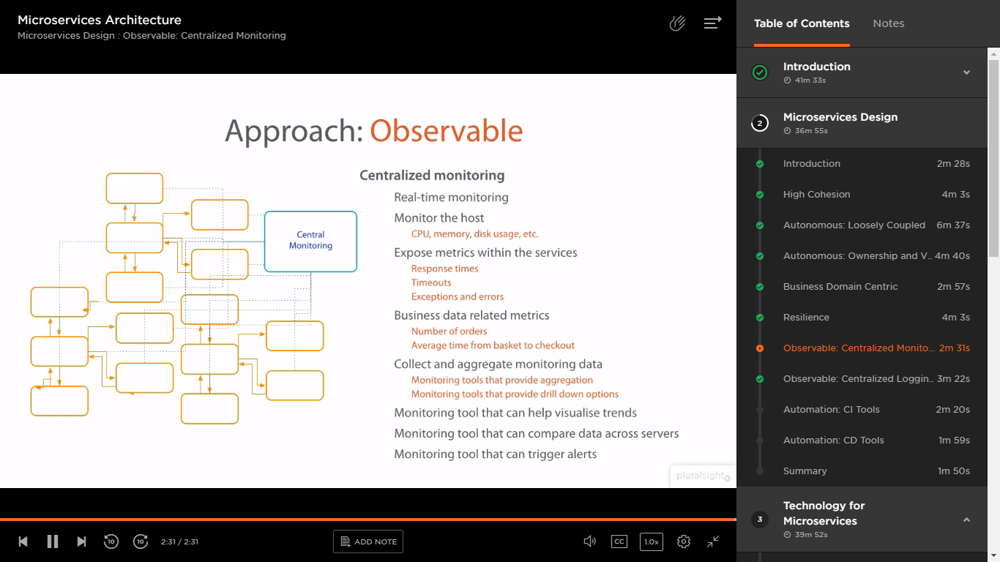 Microservices Architecture
Microservices Design : Observable: Centralized Monitoring
Approach: Observable
Central
Monitoring
Centralized monitoring
Real-time monitoring
Monitor the host
CPU, memory, disk usage, etc.
Expose metrics within the services
Response times
Timeouts
Exceptions and errors
Business data related metrics
Number of orders
Average time from basket to checkout
Collect and aggregate monitoring data
Monitoring tools that provide aggregation
Monitoring tools that provide drill down options
Monitoring tool that can help visualise trends
Monitoring tool that can compare data across servers
Monitoring tool that can trigger alerts
pluralsight
10
10
2:31 / 2:31
ADD NOTE
CC
1.0x
Table of Contents
Notes
Introduction
41m 33s
2
Microservices Design
36m 55s
Introduction 2m 28s
High Cohesion 4m 3s
Autonomous: Loosely Coupled 6m 37s
Autonomous: Ownership and V.. 4m 40s
Business Domain Centric 2m 57s
Resilience 4m 3s
Observable: Centralized Monito... 2m 31s
Observable: Centralized Loggin.. 3m 22s
Automation: CI Tools 2m 20s
Automation: CD Tools 1m 59s
Summary 1m 50s
3
Technology for
Microservices
39m 52s